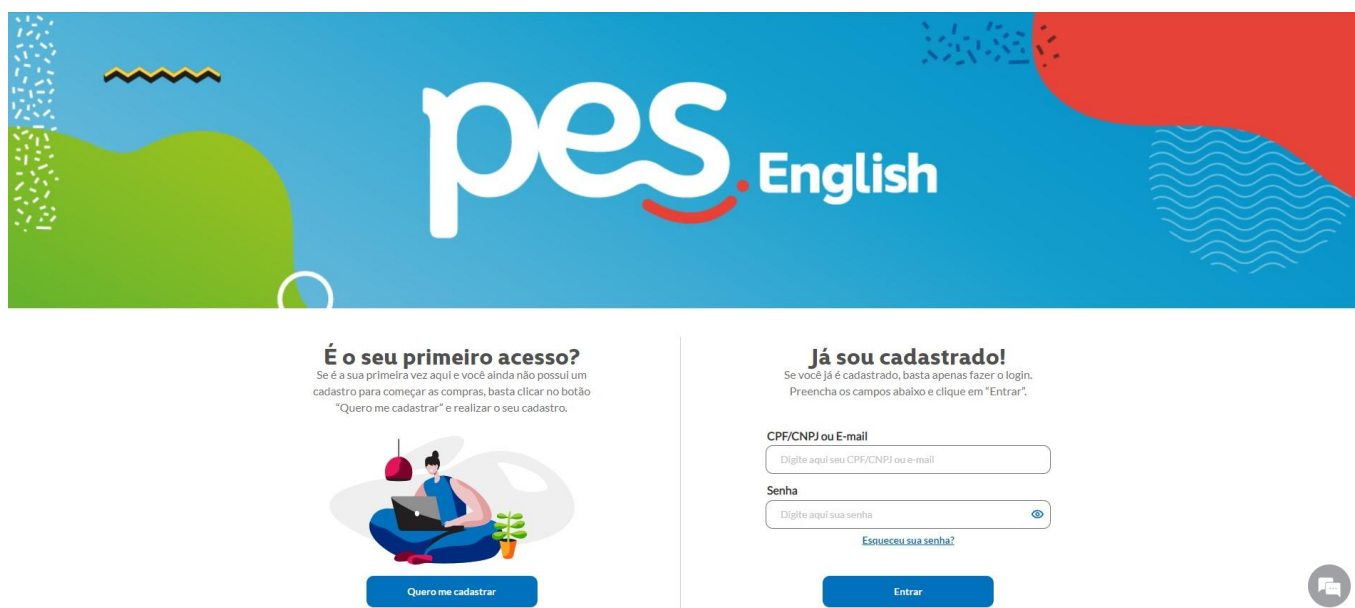 pes.
English
É o seu primeiro acesso?
Se é a sua primeira vez aqui e você ainda não possui um
cadastro para começar as compras, basta clicar no botão
“Quero me cadastrar” e realizar o seu cadastro.
Quero me cadastrar
Já sou cadastrado!
Se você já é cadastrado, basta apenas fazer o login.
Preencha os campos abaixo e clique em “Entrar”.
CPF/CNPJ ou E-mail
Digite aqui seu CPF/CNPJ ou e-mail
Senha
Digite aqui sua senha
Esqueceu sua senha?
Entrar